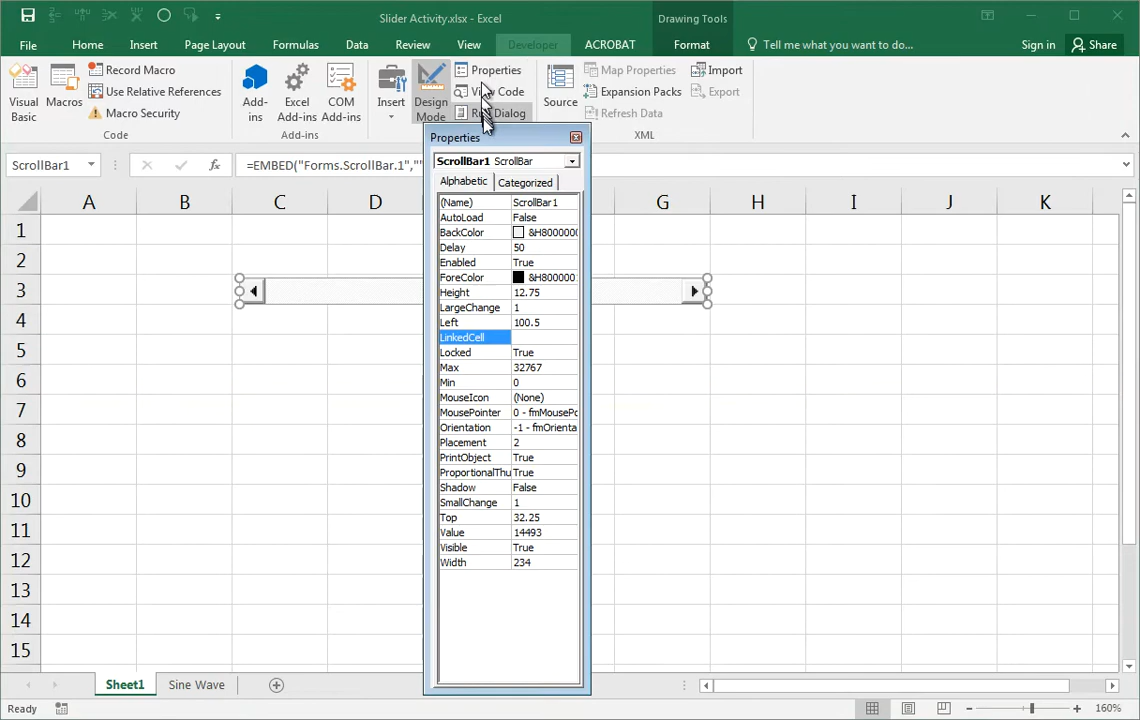 Slider Activity.xlsx - Excel
Drawing Tools
File Home Insert Page Layout Formulas Data Review View Developer ACROBAT Format Tell me what you want to do... Sign in Share
Record Macro
Use Relative References
Macro Security
Visual Basic
Macros
Code
Add-ins
Excel Add-ins
COM Add-ins
Add-ins
Insert
Design Mode
Properties
View Code
Dialog
Source
Map Properties
Expansion Packs
Refresh Data
Import
Export
XML
ScrollBar1 fx =EMBED("Forms.ScrollBar.1",""
A B C D G H I J K
1
2
3
4
5
6
7
8
9
10
11
12
13
14
15
Properties
ScrollBar1 ScrollBar
Alphabetic Categorized
(Name) ScrollBar1
AutoLoad False
BackColor &H8000000
Delay 50
Enabled True
ForeColor &H800000
Height 12.75
LargeChange 1
Left 100.5
LinkedCell
Locked True
Max 32767
Min 0
MouseIcon (None)
MousePointer 0 - fmMousePo
Orientation -1 - fmOrienta
Placement 2
PrintObject True
ProportionalThu True
Shadow False
SmallChange 1
Top 32.25
Value 14493
Visible True
Width 234
Sheet1 Sine Wave
Ready 160%